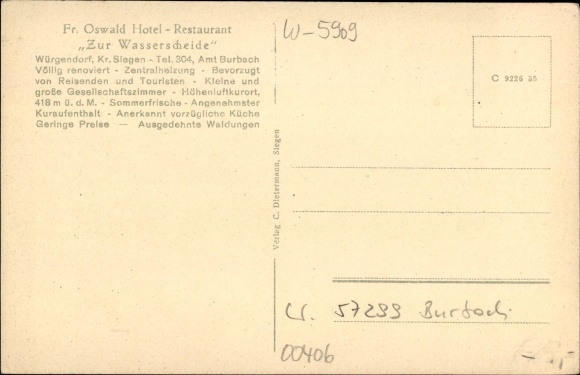 Fr. Oswald Hotel - Restaurant
„Zur Wasserscheide"
Würgendorf, Kr. Siegen - Tel. 304, Amt Burbach
Völlig renoviert - Zentralheizung - Bevorzugt
von Reisenden und Touristen - Kleine und
große Gesellschaftszimmer - Höhenluftkurort,
418 m ü. d. M. - Sommerfrische - Angenehmster
Kuraufenthalt - Anerkannt vorzügliche Küche
Geringe Preise — Ausgedehnte Waldungen
Verlag C. Dietermann, Siegen
W-5909
C 9226 35
57299 Burbach
00406